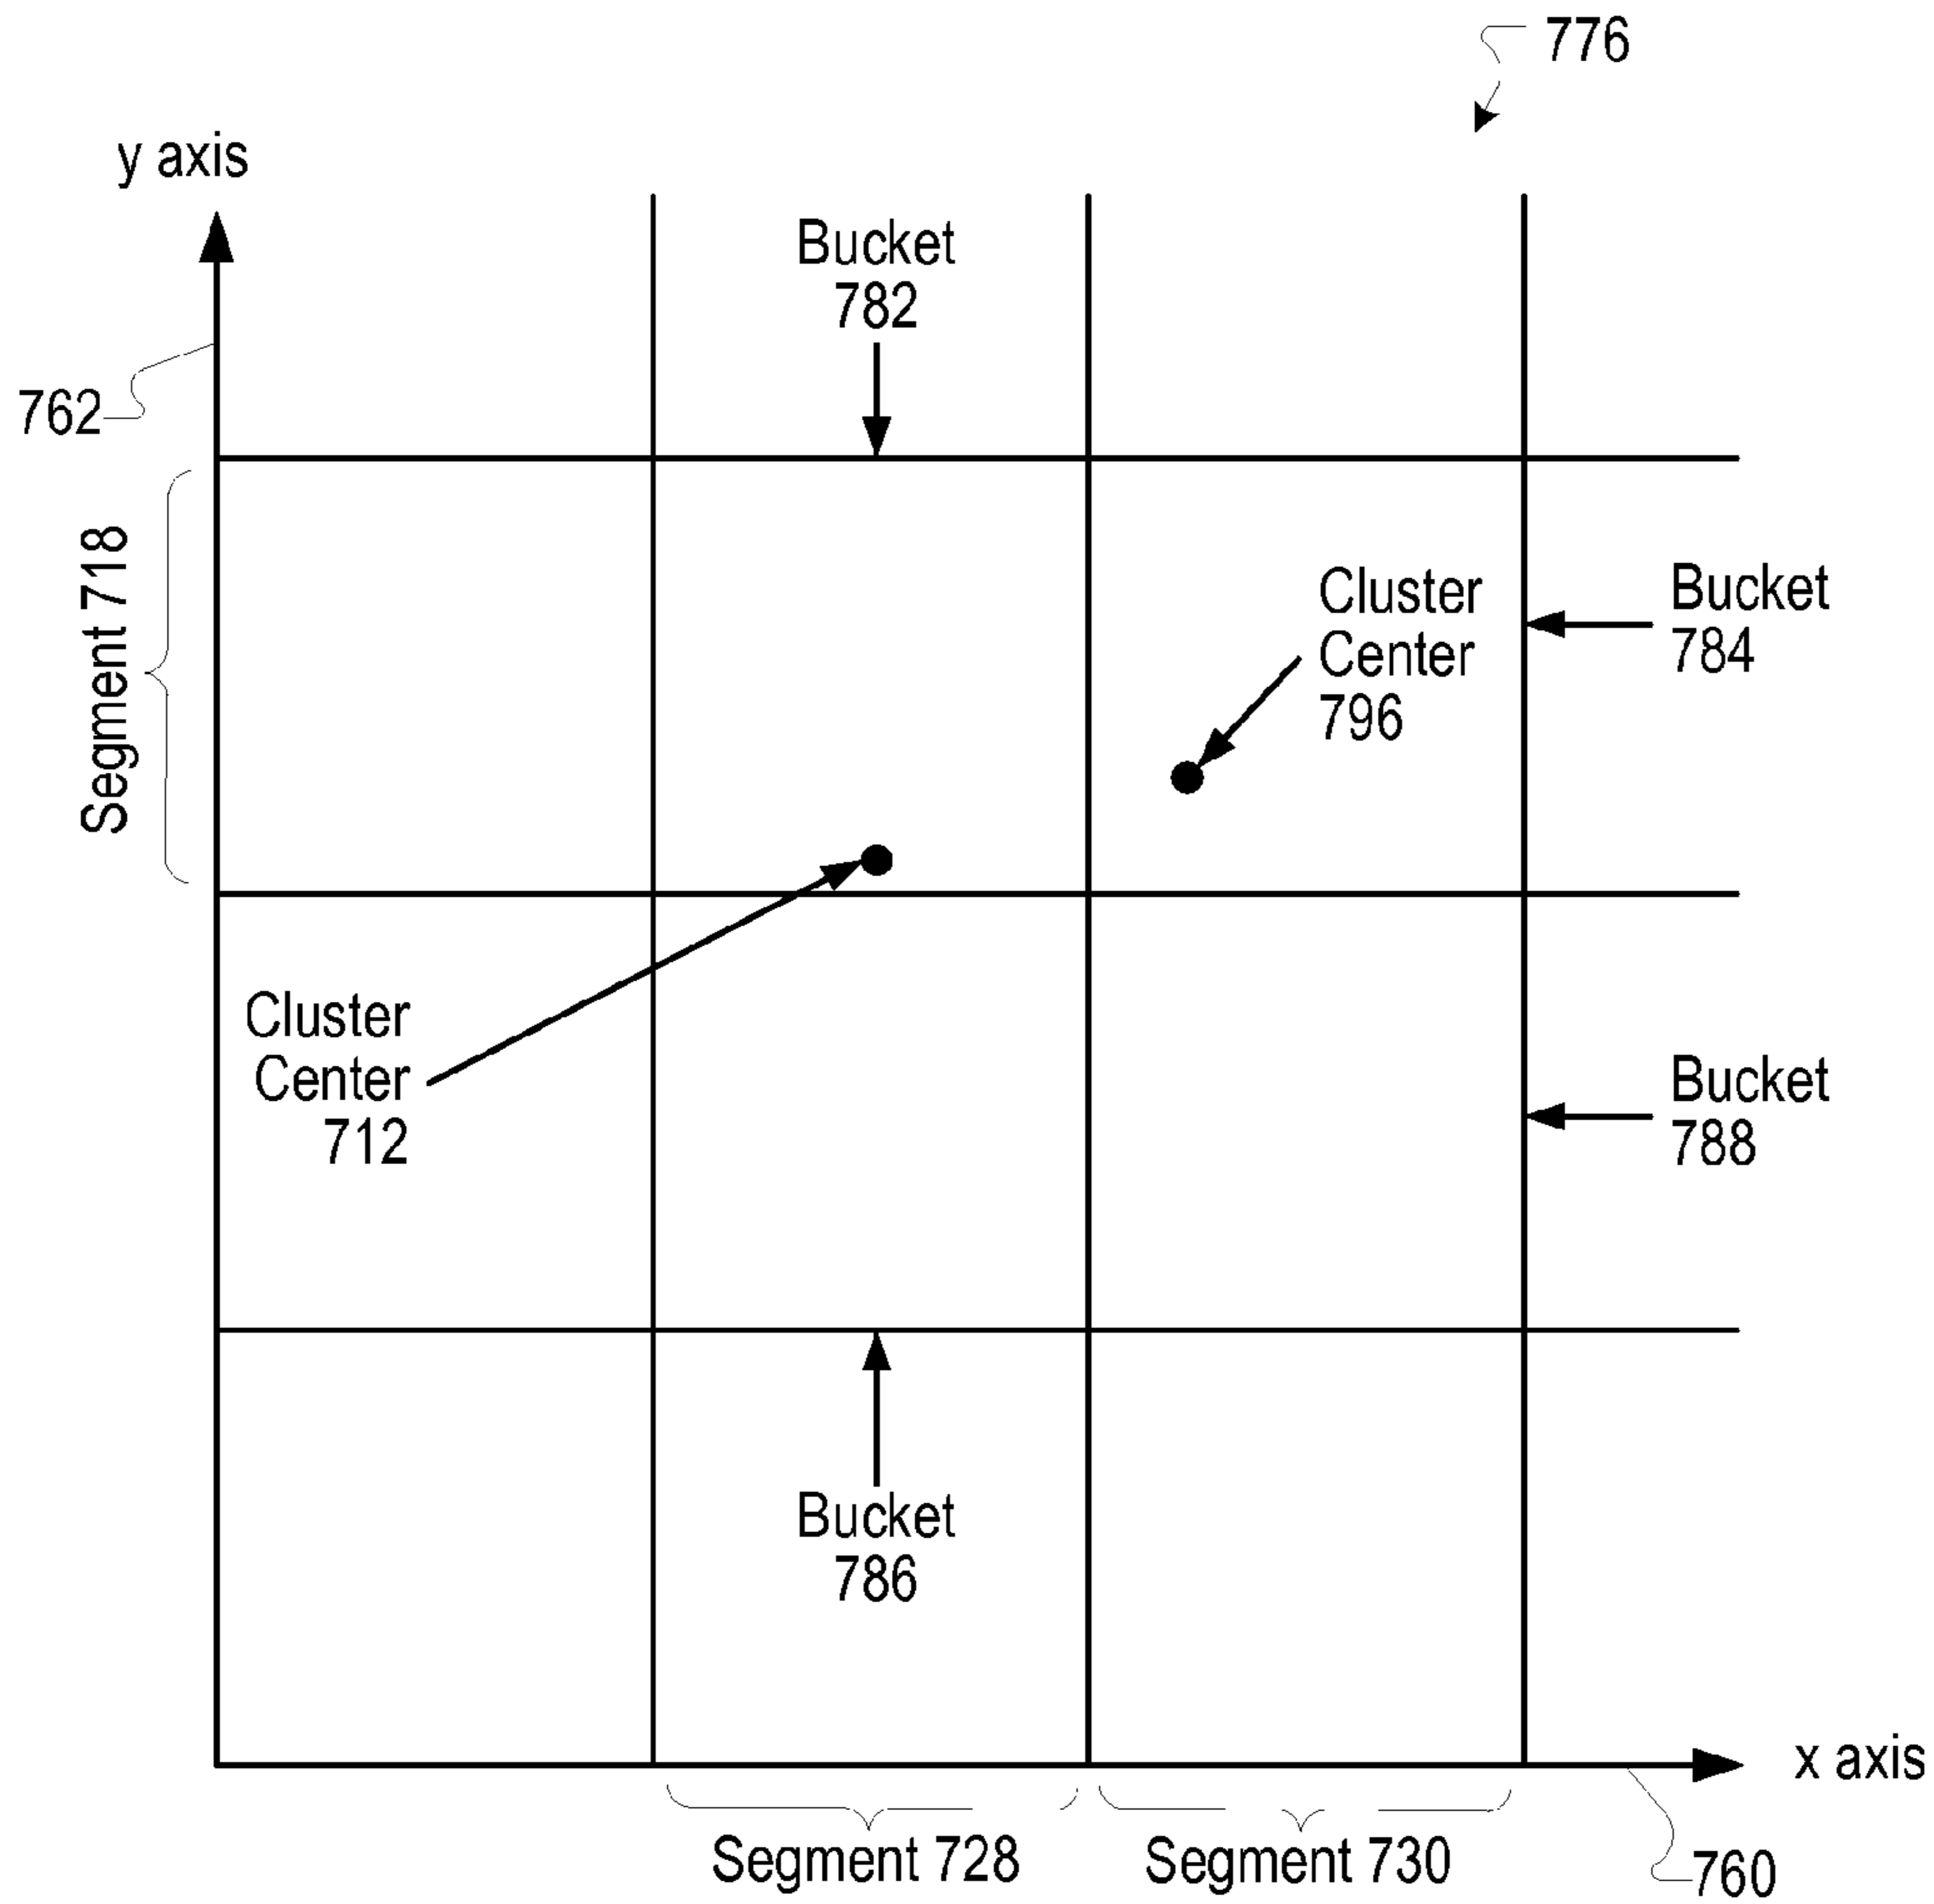 776
y axis
Bucket
782
762
Segment 718
Cluster
Center
796
Bucket
784
Cluster
Center
712
Bucket
788
Bucket
786
x axis
Segment 728
Segment 730
760